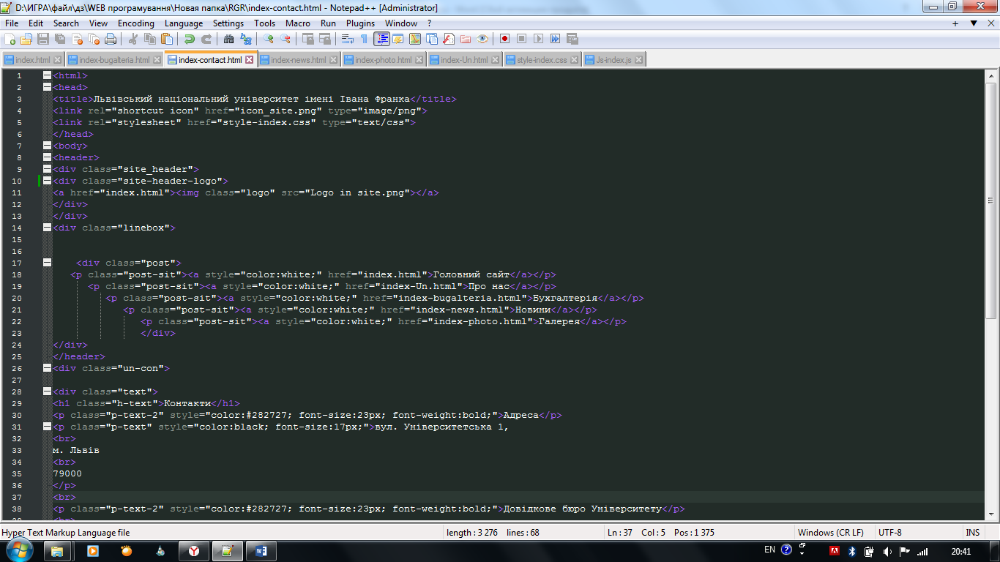 D:\ИГРА\файл\дз\WEB програмування\Новая папка\RGR\index-contact.html - Notepad++ [Administrator]
File Edit Search View Encoding Language Settings Tools Macro Run Plugins Window ? + ▼ X
index.html index-bugalteria.html index-contact.html index-news.html index-photo.html index-Un.html style-index.css Js-index.js
1 <html>
2 <head>
3 <title>Львівський національний університет імені Івана Франка</title>
4 <link rel="shortcut icon" href="icon_site.png" type="image/png">
5 <link rel="stylesheet" href="style-index.css" type="text/css">
6 </head>
7 <body>
8 <header>
9 <div class="site_header">
10 <div class="site-header-logo">
11 <a href="index.html"><img class="logo" src="Logo in site.png"></a>
12 </div>
13 </div>
14 <div class="linebox">
15
16
17 <div class="post">
18 <p class="post-sit"><a style="color:white;" href="index.html">Головний сайт</a></p>
19 <p class="post-sit"><a style="color:white;" href="index-Un.html">Про нас</a></p>
20 <p class="post-sit"><a style="color:white;" href="index-bugalteria.html">Бухгалтерія</a></p>
21 <p class="post-sit"><a style="color:white;" href="index-news.html">Новини</a></p>
22 <p class="post-sit"><a style="color:white;" href="index-photo.html">Галерея</a></p>
23 </div>
24 </div>
25 </header>
26 <div class="un-con">
27
28 <div class="text">
29 <h1 class="h-text">Контакти</h1>
30 <p class="p-text-2" style="color:#282727; font-size:23px; font-weight:bold;">Адреса</p>
31 <p class="p-text" style="color:black; font-size:17px;">вул. Університетська 1,
32 <br>
33 м. Львів
34 <br>
35 79000
36 </p>
37 <br>
38 <p class="p-text-2" style="color:#282727; font-size:23px; font-weight:bold;">Довідкове бюро Університету</p>
Hyper Text Markup Language file length : 3 276 lines : 68 Ln : 37 Col : 5 Pos : 1 375 Windows (CR LF) UTF-8 INS
EN 20:41